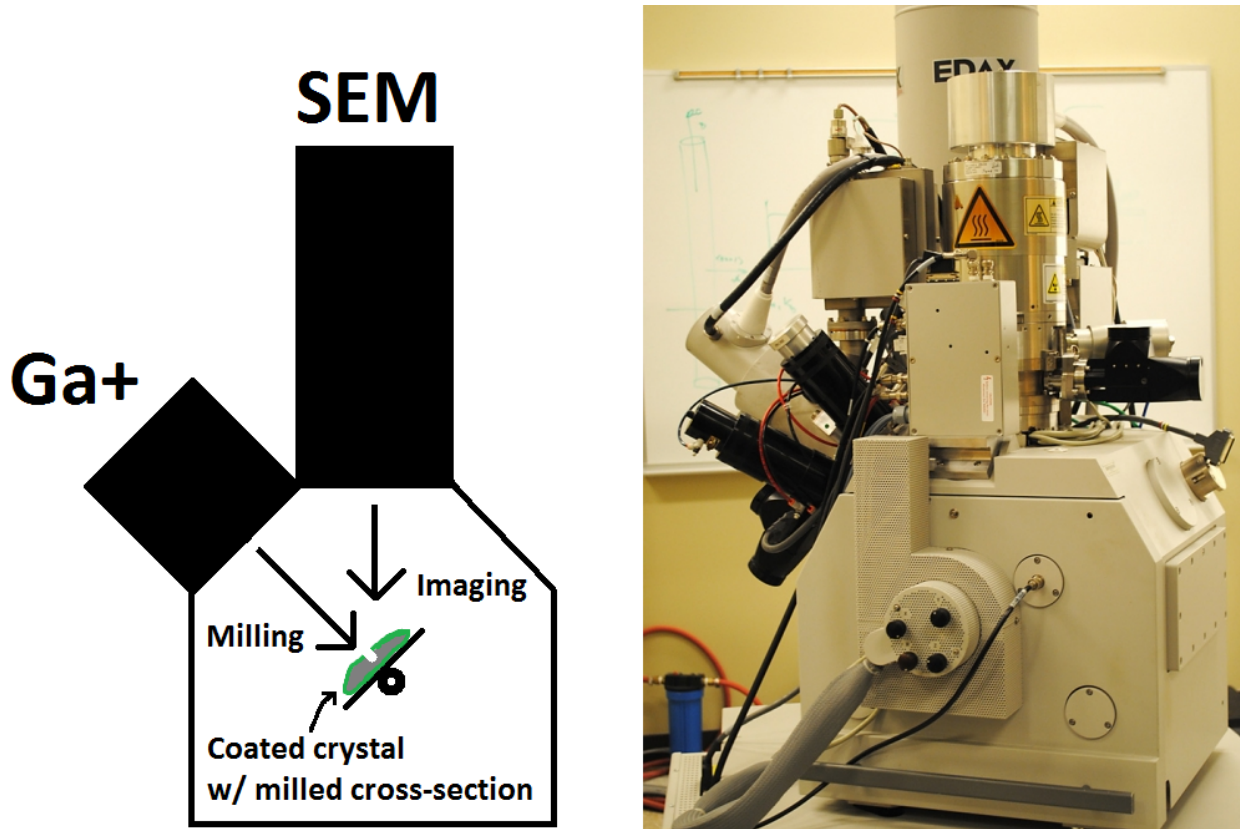 SEM
Ga+
Imaging
Milling
Coated crystal
w/ milled cross-section
EDAX